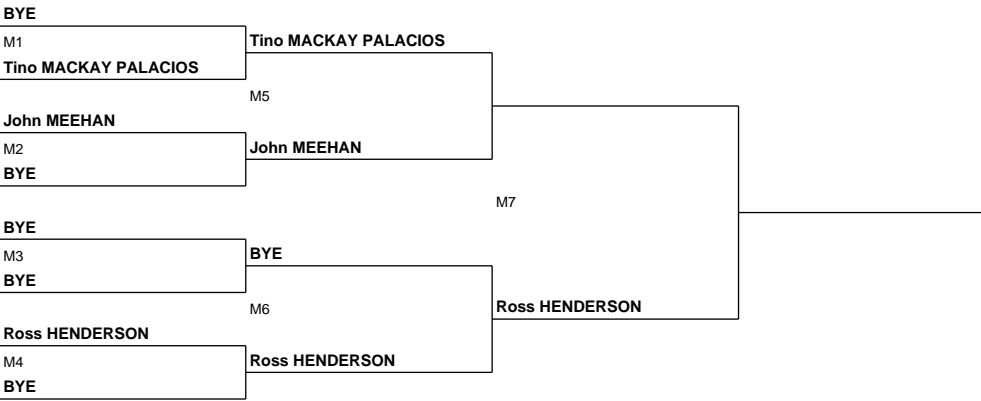 BYE
M1
Tino MACKAY PALACIOS
Tino MACKAY PALACIOS
M5
John MEEHAN
M2
John MEEHAN
BYE
M7
BYE
M3
BYE
BYE
M6
Ross HENDERSON
Ross HENDERSON
M4
Ross HENDERSON
BYE